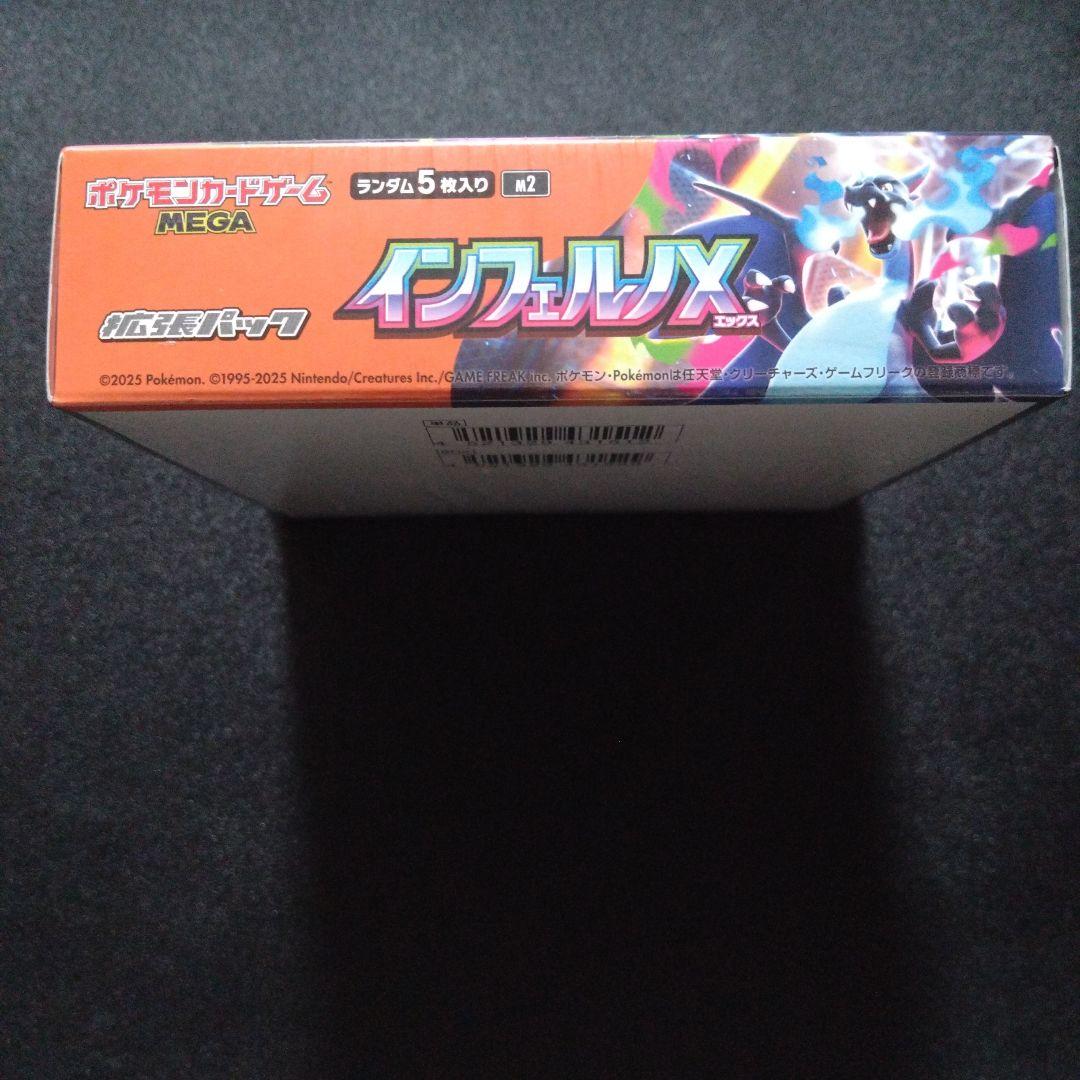 ポケモンカードゲーム
MEGA
ランダム5枚入り
M2
インフェルノX
エックス
拡張パック
©2025 Pokémon. ©1995-2025 Nintendo/Creatures Inc./GAME FREAK inc. ポケモン・Pokémonは任天堂・クリーチャーズ・ゲームフリークの登録商標です。